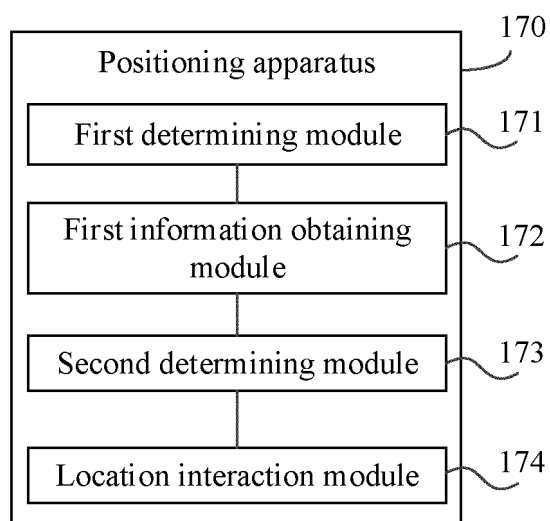 170
Positioning apparatus
First determining module
171
First information obtaining
module
172
Second determining module
173
Location interaction module
174